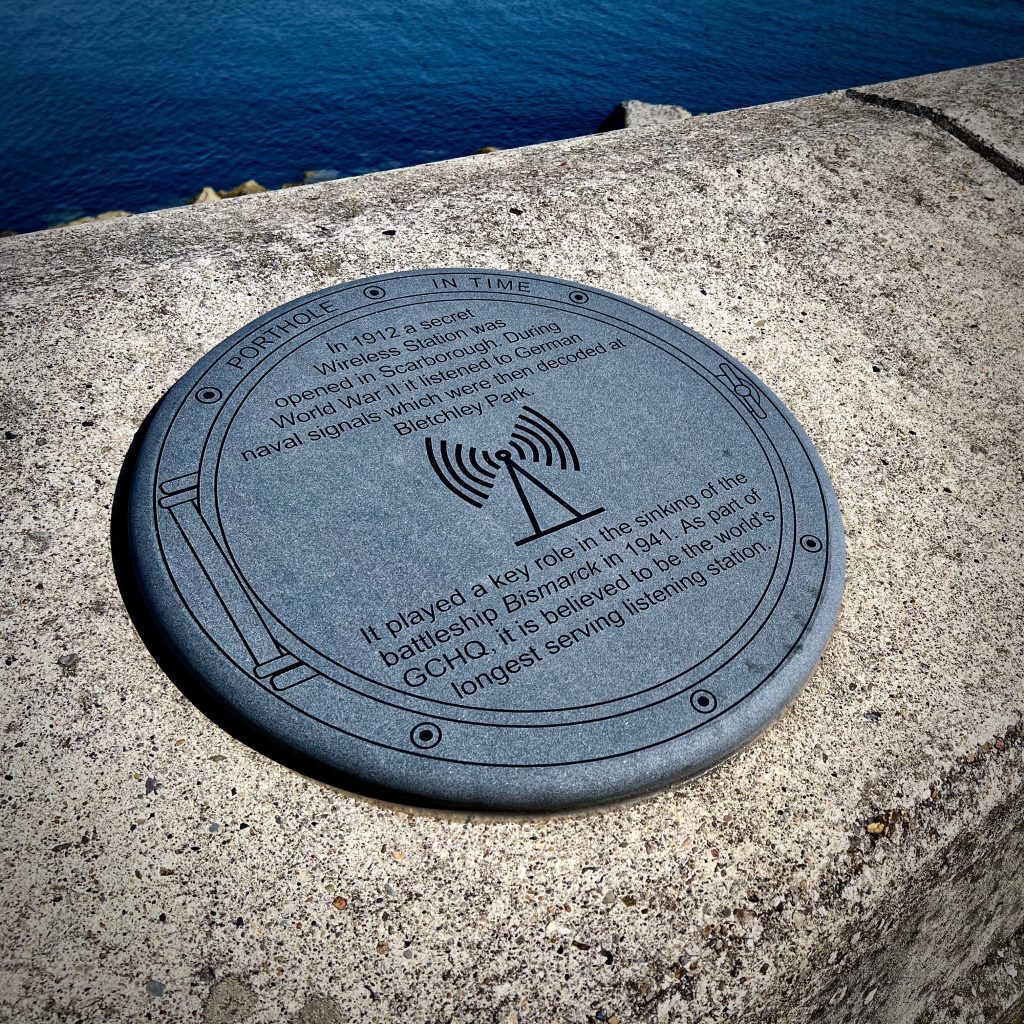 PORTHOLE IN TIME
In 1912 a secret
Wireless Station was
opened in Scarborough. During
World War II it listened to German
naval signals which were then decoded at
Bletchley Park.
It played a key role in the sinking of the
battleship Bismarck in 1941. As part of
GCHQ, it is believed to be the world's
longest serving listening station.